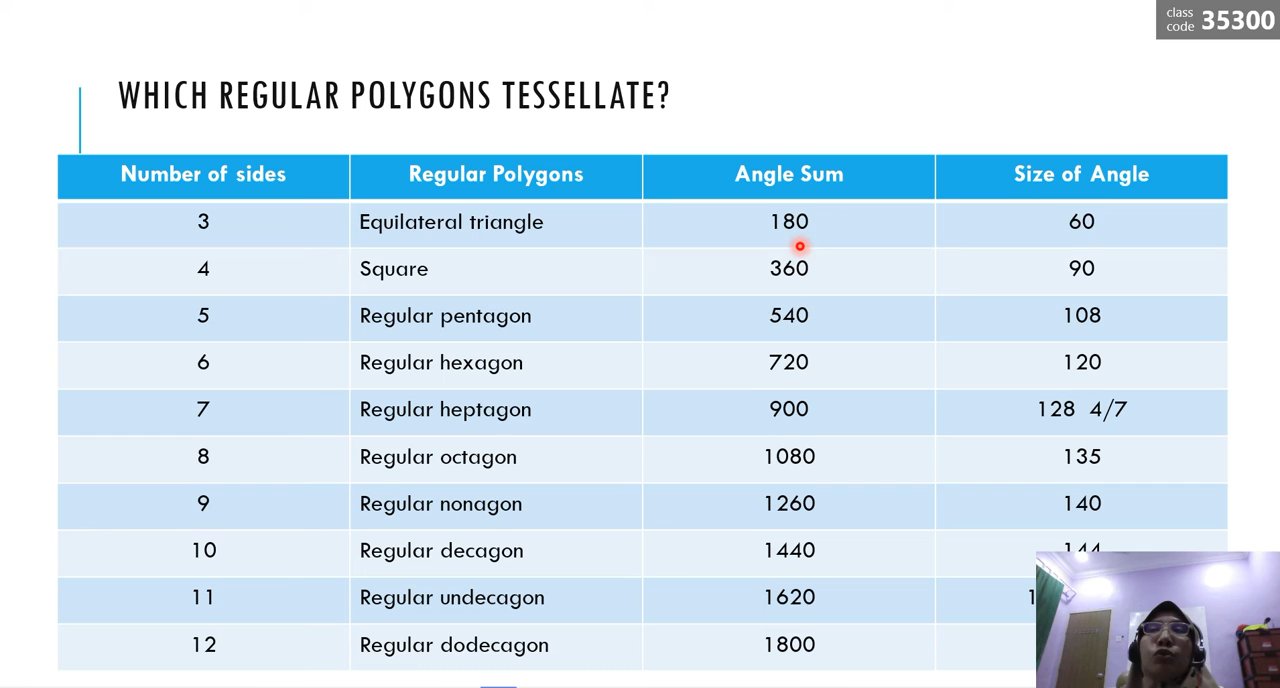 class code 35300
WHICH REGULAR POLYGONS TESSELLATE?
Number of sides Regular Polygons Angle Sum Size of Angle
3 Equilateral triangle 180 60
4 Square 360 90
5 Regular pentagon 540 108
6 Regular hexagon 720 120
7 Regular heptagon 900 128 4/7
8 Regular octagon 1080 135
9 Regular nonagon 1260 140
10 Regular decagon 1440 144
11 Regular undecagon 1620
12 Regular dodecagon 1800